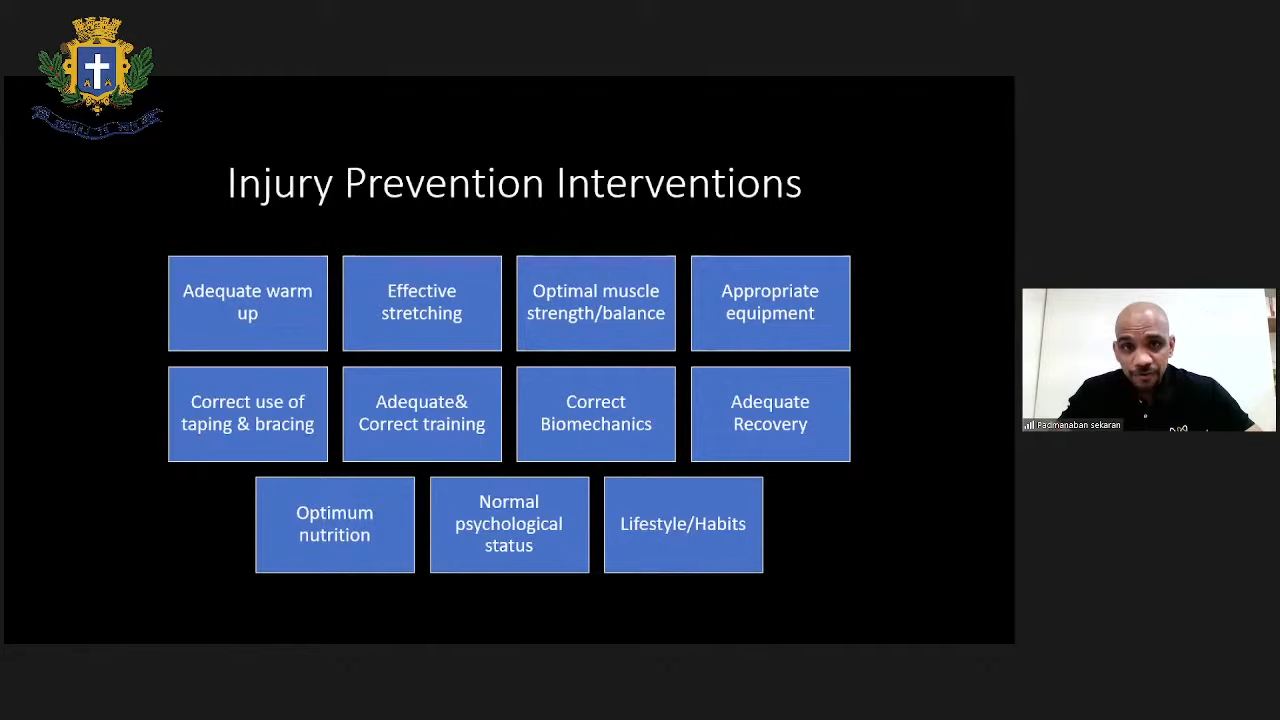 Injury Prevention Interventions
Adequate warm
up
Effective
stretching
Optimal muscle
strength/balance
Appropriate
equipment
Correct use of
taping & bracing
Adequate&
Correct training
Correct
Biomechanics
Adequate
Recovery
Optimum
nutrition
Normal
psychological
status
Lifestyle/Habits
Padmanaban sekaran